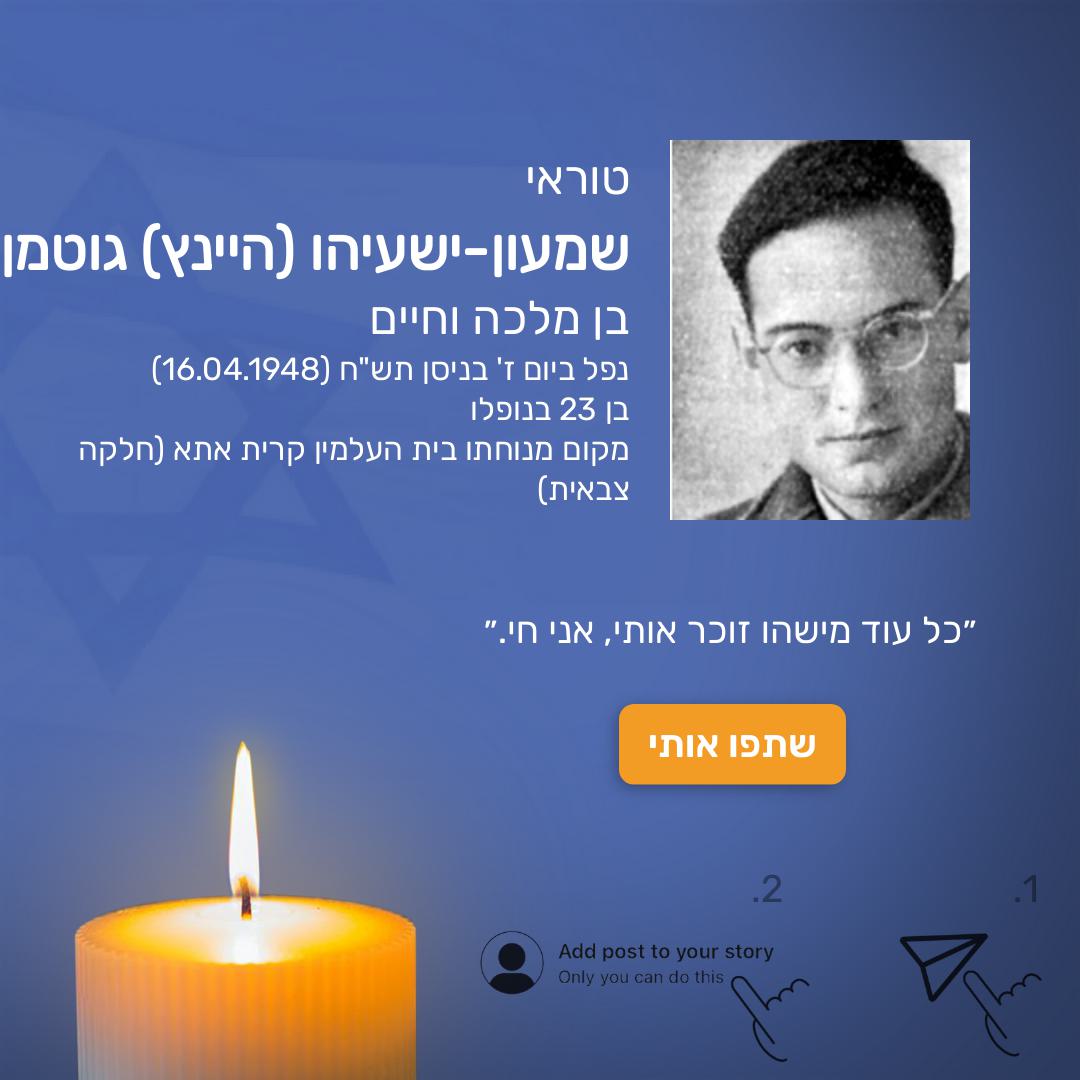 טוראי
שמעון-ישעיהו (היינץ) גוטמן
בן מלכה וחיים
נפל ביום ז' בניסן תש"ח (16.04.1948)
בן 23 בנופלו
מקום מנוחתו בית העלמין קרית אתא (חלקה
צבאית)
״כל עוד מישהו זוכר אותי, אני חי.״
שתפו אותי
1.
2.
Add post to your story
Only you can do this